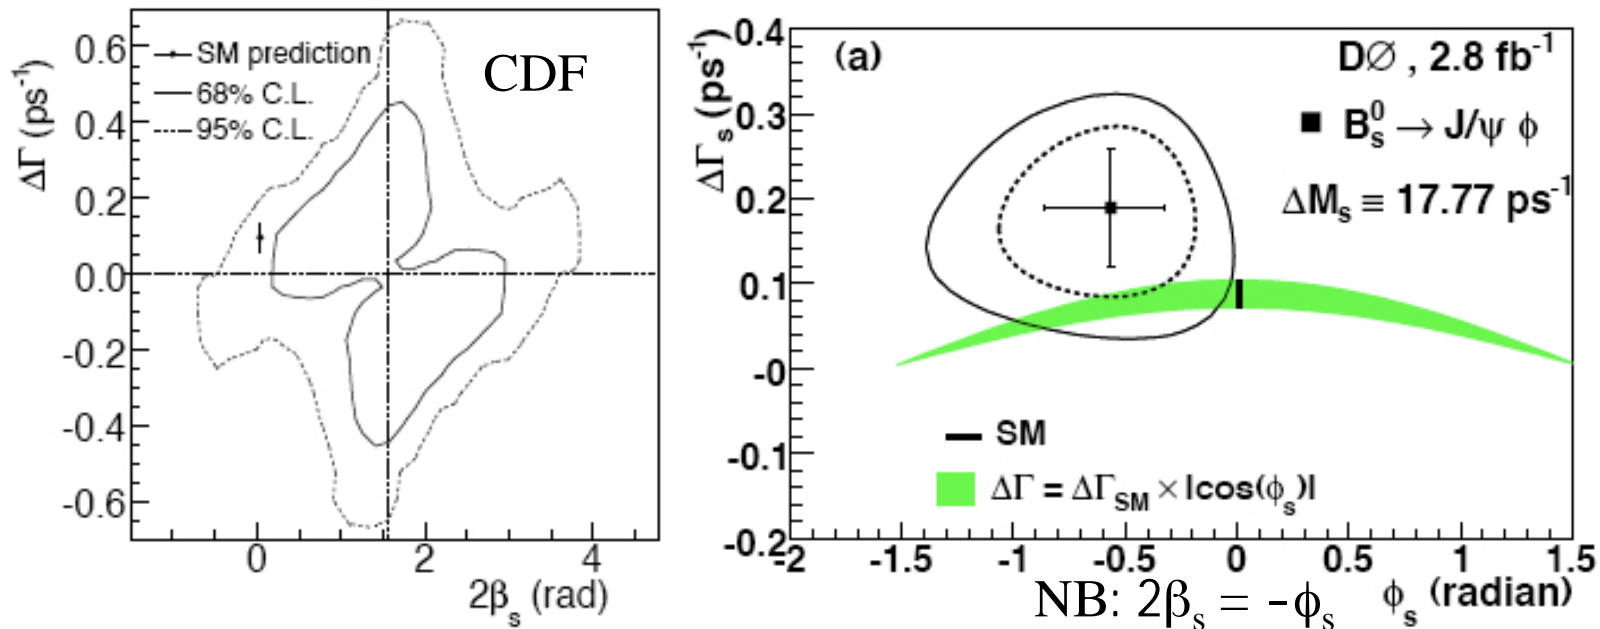 ΔΓ (ps⁻¹)
0.6
0.4
0.2
0.0
-0.2
-0.4
-0.6
SM prediction
68% C.L.
95% C.L.
CDF
0 2 4
2βₛ (rad)
ΔΓₛ (ps⁻¹)
0.4
0.3
0.2
0.1
-0
-0.1
-0.2
(a)
DØ , 2.8 fb⁻¹
B⁰ₛ → J/ψ ϕ
ΔMₛ ≡ 17.77 ps⁻¹
SM
ΔΓ = ΔΓ_SM × |cos(ϕₛ)|
-2 -1.5 -1 -0.5 0 0.5 1 1.5
NB: 2βₛ = -ϕₛ
ϕₛ (radian)